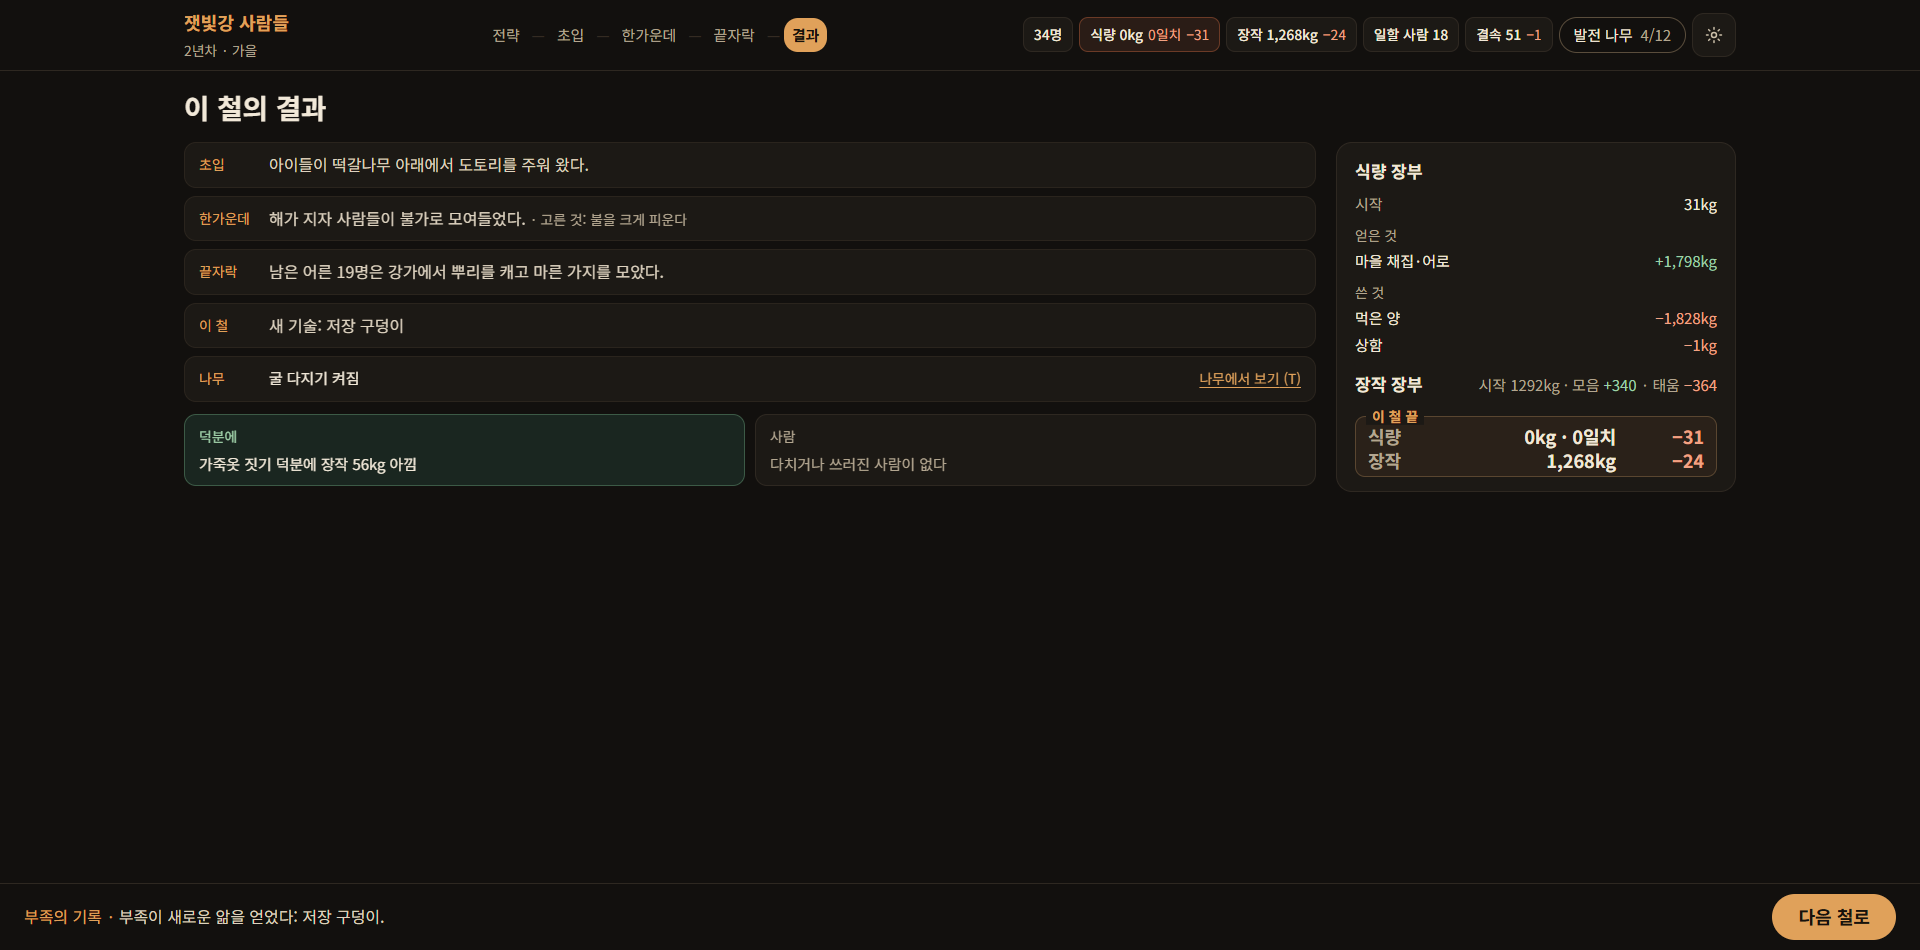 잿빛강 사람들
2년차 · 가을
전략 — 초입 — 한가운데 — 끝자락 — 결과
34명
식량 0kg 0일치 −31
장작 1,268kg −24
일할 사람 18
결속 51 −1
발전 나무 4/12
이 철의 결과
초입 아이들이 떡갈나무 아래에서 도토리를 주워 왔다.
한가운데 해가 지자 사람들이 불가로 모여들었다. · 고른 것: 불을 크게 피운다
끝자락 남은 어른 19명은 강가에서 뿌리를 캐고 마른 가지를 모았다.
이 철 새 기술: 저장 구덩이
나무 굴 다지기 켜짐 나무에서 보기 (T)
덕분에
가죽옷 짓기 덕분에 장작 56kg 아낌
사람
다치거나 쓰러진 사람이 없다
식량 장부
시작 31kg
얻은 것
마을 채집·어로 +1,798kg
쓴 것
먹은 양 −1,828kg
상함 −1kg
장작 장부 시작 1292kg · 모음 +340 · 태움 −364
이 철 끝
식량 0kg · 0일치 −31
장작 1,268kg −24
부족의 기록 · 부족이 새로운 앎을 얻었다: 저장 구덩이.
다음 철로